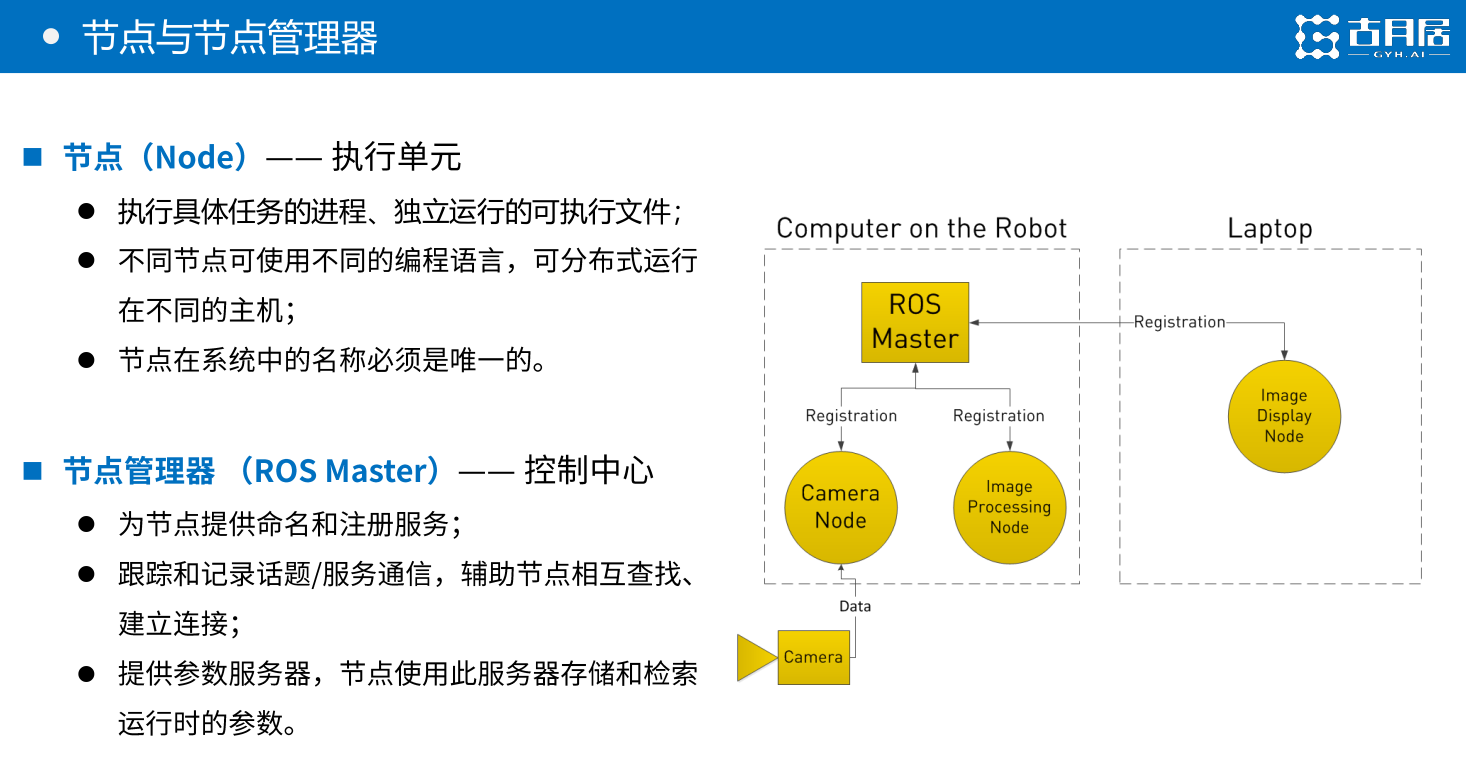 节点与节点管理器
古月居
GYH.AI
节点（Node）—— 执行单元
执行具体任务的进程、独立运行的可执行文件；
不同节点可使用不同的编程语言，可分布式运行
在不同的主机；
节点在系统中的名称必须是唯一的。
节点管理器 （ROS Master）—— 控制中心
为节点提供命名和注册服务；
跟踪和记录话题/服务通信，辅助节点相互查找、
建立连接；
提供参数服务器，节点使用此服务器存储和检索
运行时的参数。
Computer on the Robot
Laptop
ROS
Master
Registration
Registration
Registration
Image
Display
Node
Camera
Node
Image
Processing
Node
Data
Camera